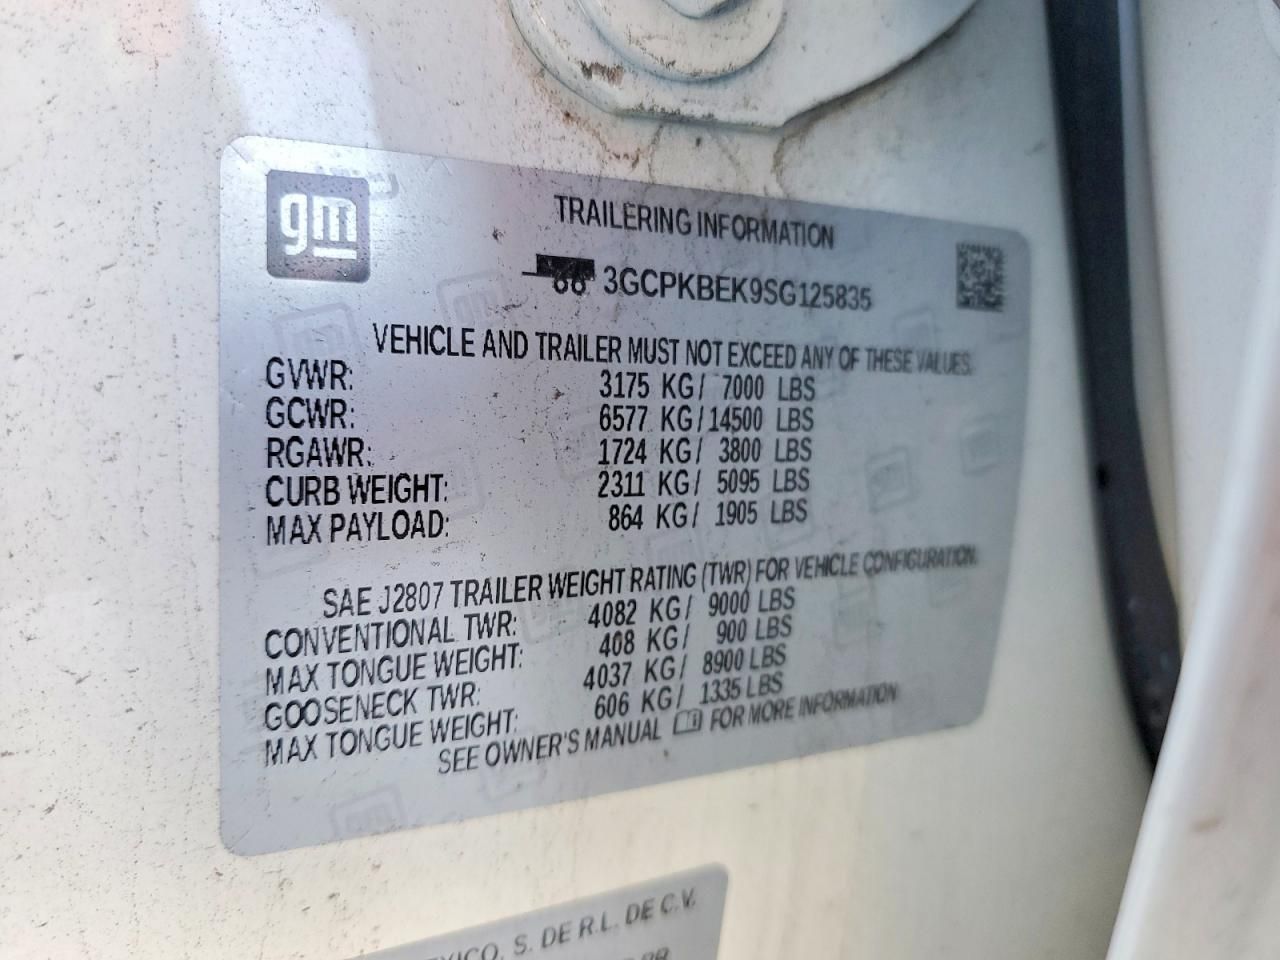 gm
TRAILERING INFORMATION
3GCPKBEK9SG125835
VEHICLE AND TRAILER MUST NOT EXCEED ANY OF THESE VALUES.
GVWR: 3175 KG/ 7000 LBS
GCWR: 6577 KG/14500 LBS
RGAWR: 1724 KG/ 3800 LBS
CURB WEIGHT: 2311 KG/ 5095 LBS
MAX PAYLOAD: 864 KG/ 1905 LBS
SAE J2807 TRAILER WEIGHT RATING (TWR) FOR VEHICLE CONFIGURATION.
CONVENTIONAL TWR: 4082 KG/ 9000 LBS
MAX TONGUE WEIGHT: 408 KG/ 900 LBS
GOOSENECK TWR: 4037 KG/ 8900 LBS
MAX TONGUE WEIGHT: 606 KG/ 1335 LBS
SEE OWNER'S MANUAL FOR MORE INFORMATION
S. DE R.L. DE C.V.